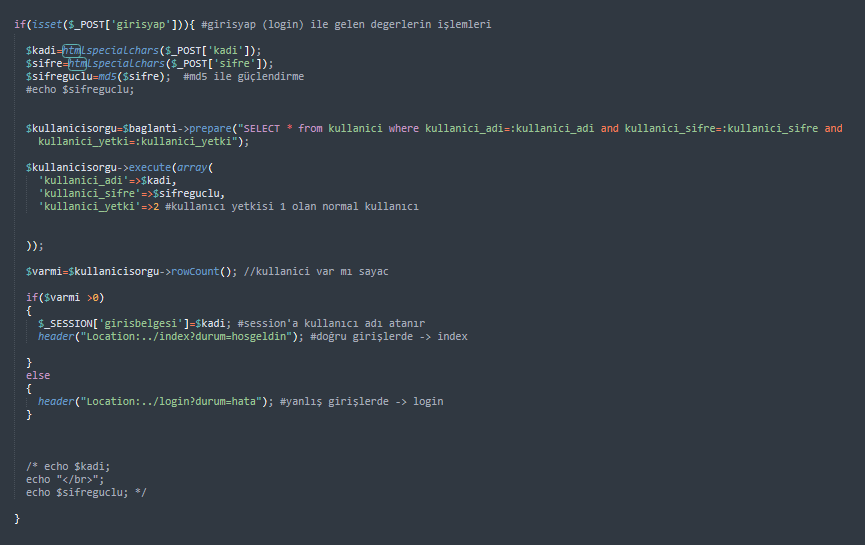 if(isset($_POST['girisyap'])){ #girisyap (login) ile gelen degerlerin işlemleri
$kadi=htmlspecialchars($_POST['kadi']);
$sifre=htmlspecialchars($_POST['sifre']);
$sifreguclu=md5($sifre);  #md5 ile güçlendirme
#echo $sifreguclu;
$kullanicisorgu=$baglanti->prepare("SELECT * from kullanici where kullanici_adi=:kullanici_adi and kullanici_sifre=:kullanici_sifre and
kullanici_yetki=:kullanici_yetki");
$kullanicisorgu->execute(array(
'kullanici_adi'=>$kadi,
'kullanici_sifre'=>$sifreguclu,
'kullanici_yetki'=>2 #kullanıcı yetkisi 1 olan normal kullanıcı
));
$varmi=$kullanicisorgu->rowCount(); //kullanici var mı sayac
if($varmi >0)
{
$_SESSION['girisbelgesi']=$kadi; #session'a kullanıcı adı atanır
header("Location:../index?durum=hosgeldin"); #doğru girişlerde -> index
}
else
{
header("Location:../login?durum=hata"); #yanlış girişlerde -> login
}
/* echo $kadi;
echo "</br>";
echo $sifreguclu; */
}